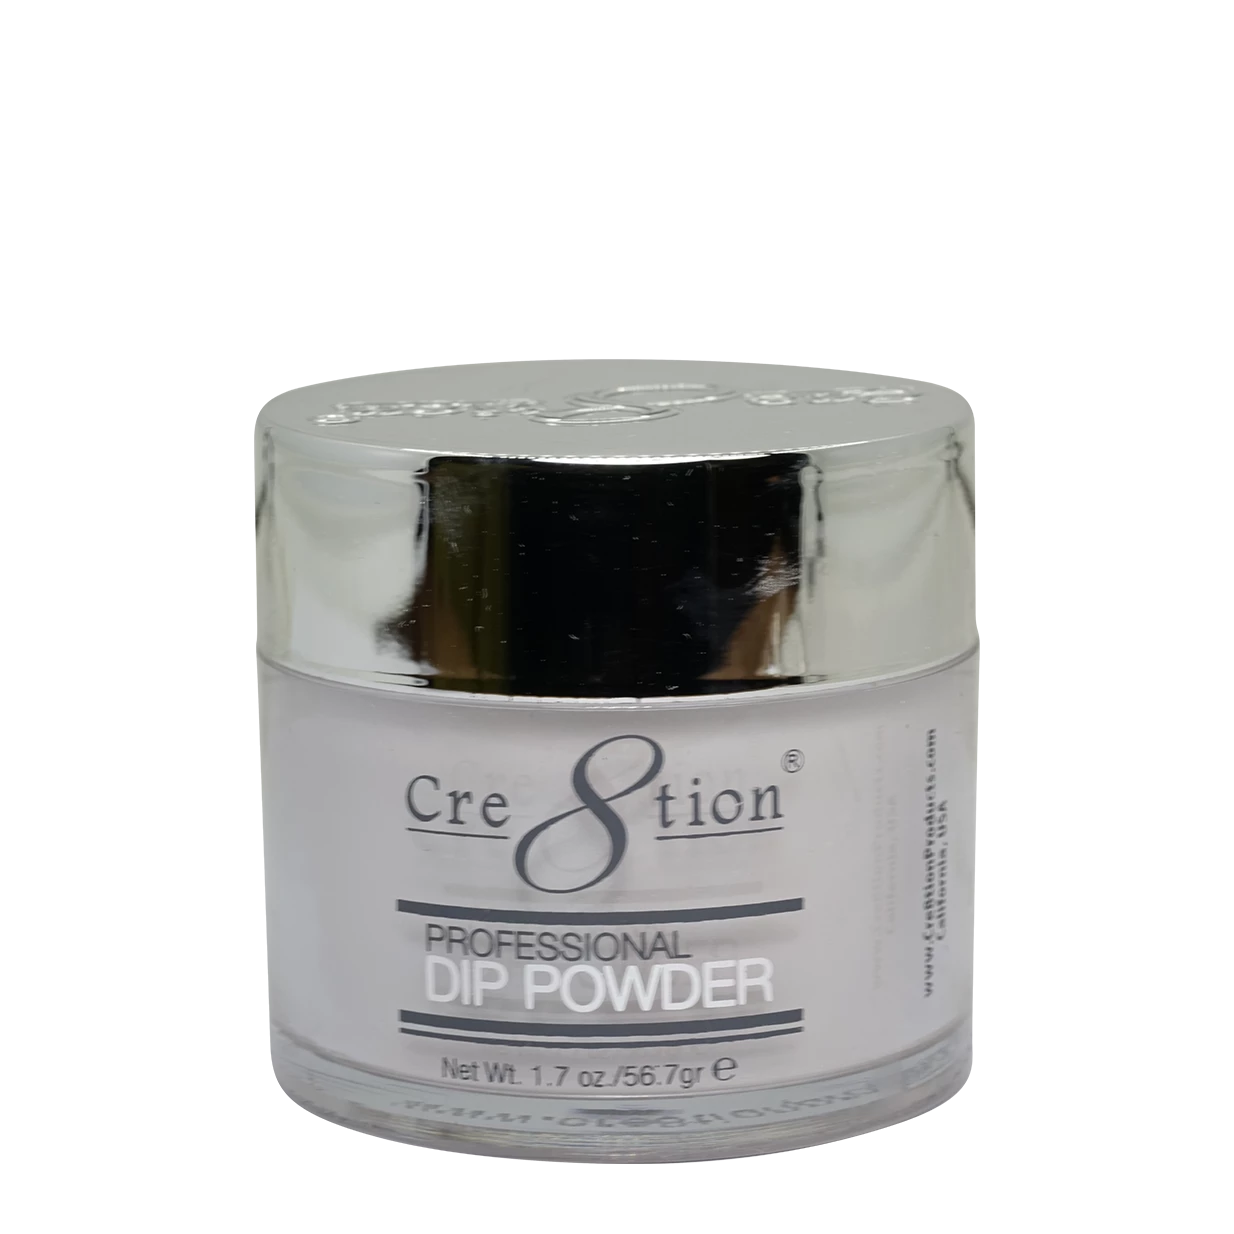 Cre8tion®
PROFESSIONAL
DIP POWDER
Net Wt. 1.7 oz./56.7gr ℮
www.Cre8tionProducts.com
California, USA